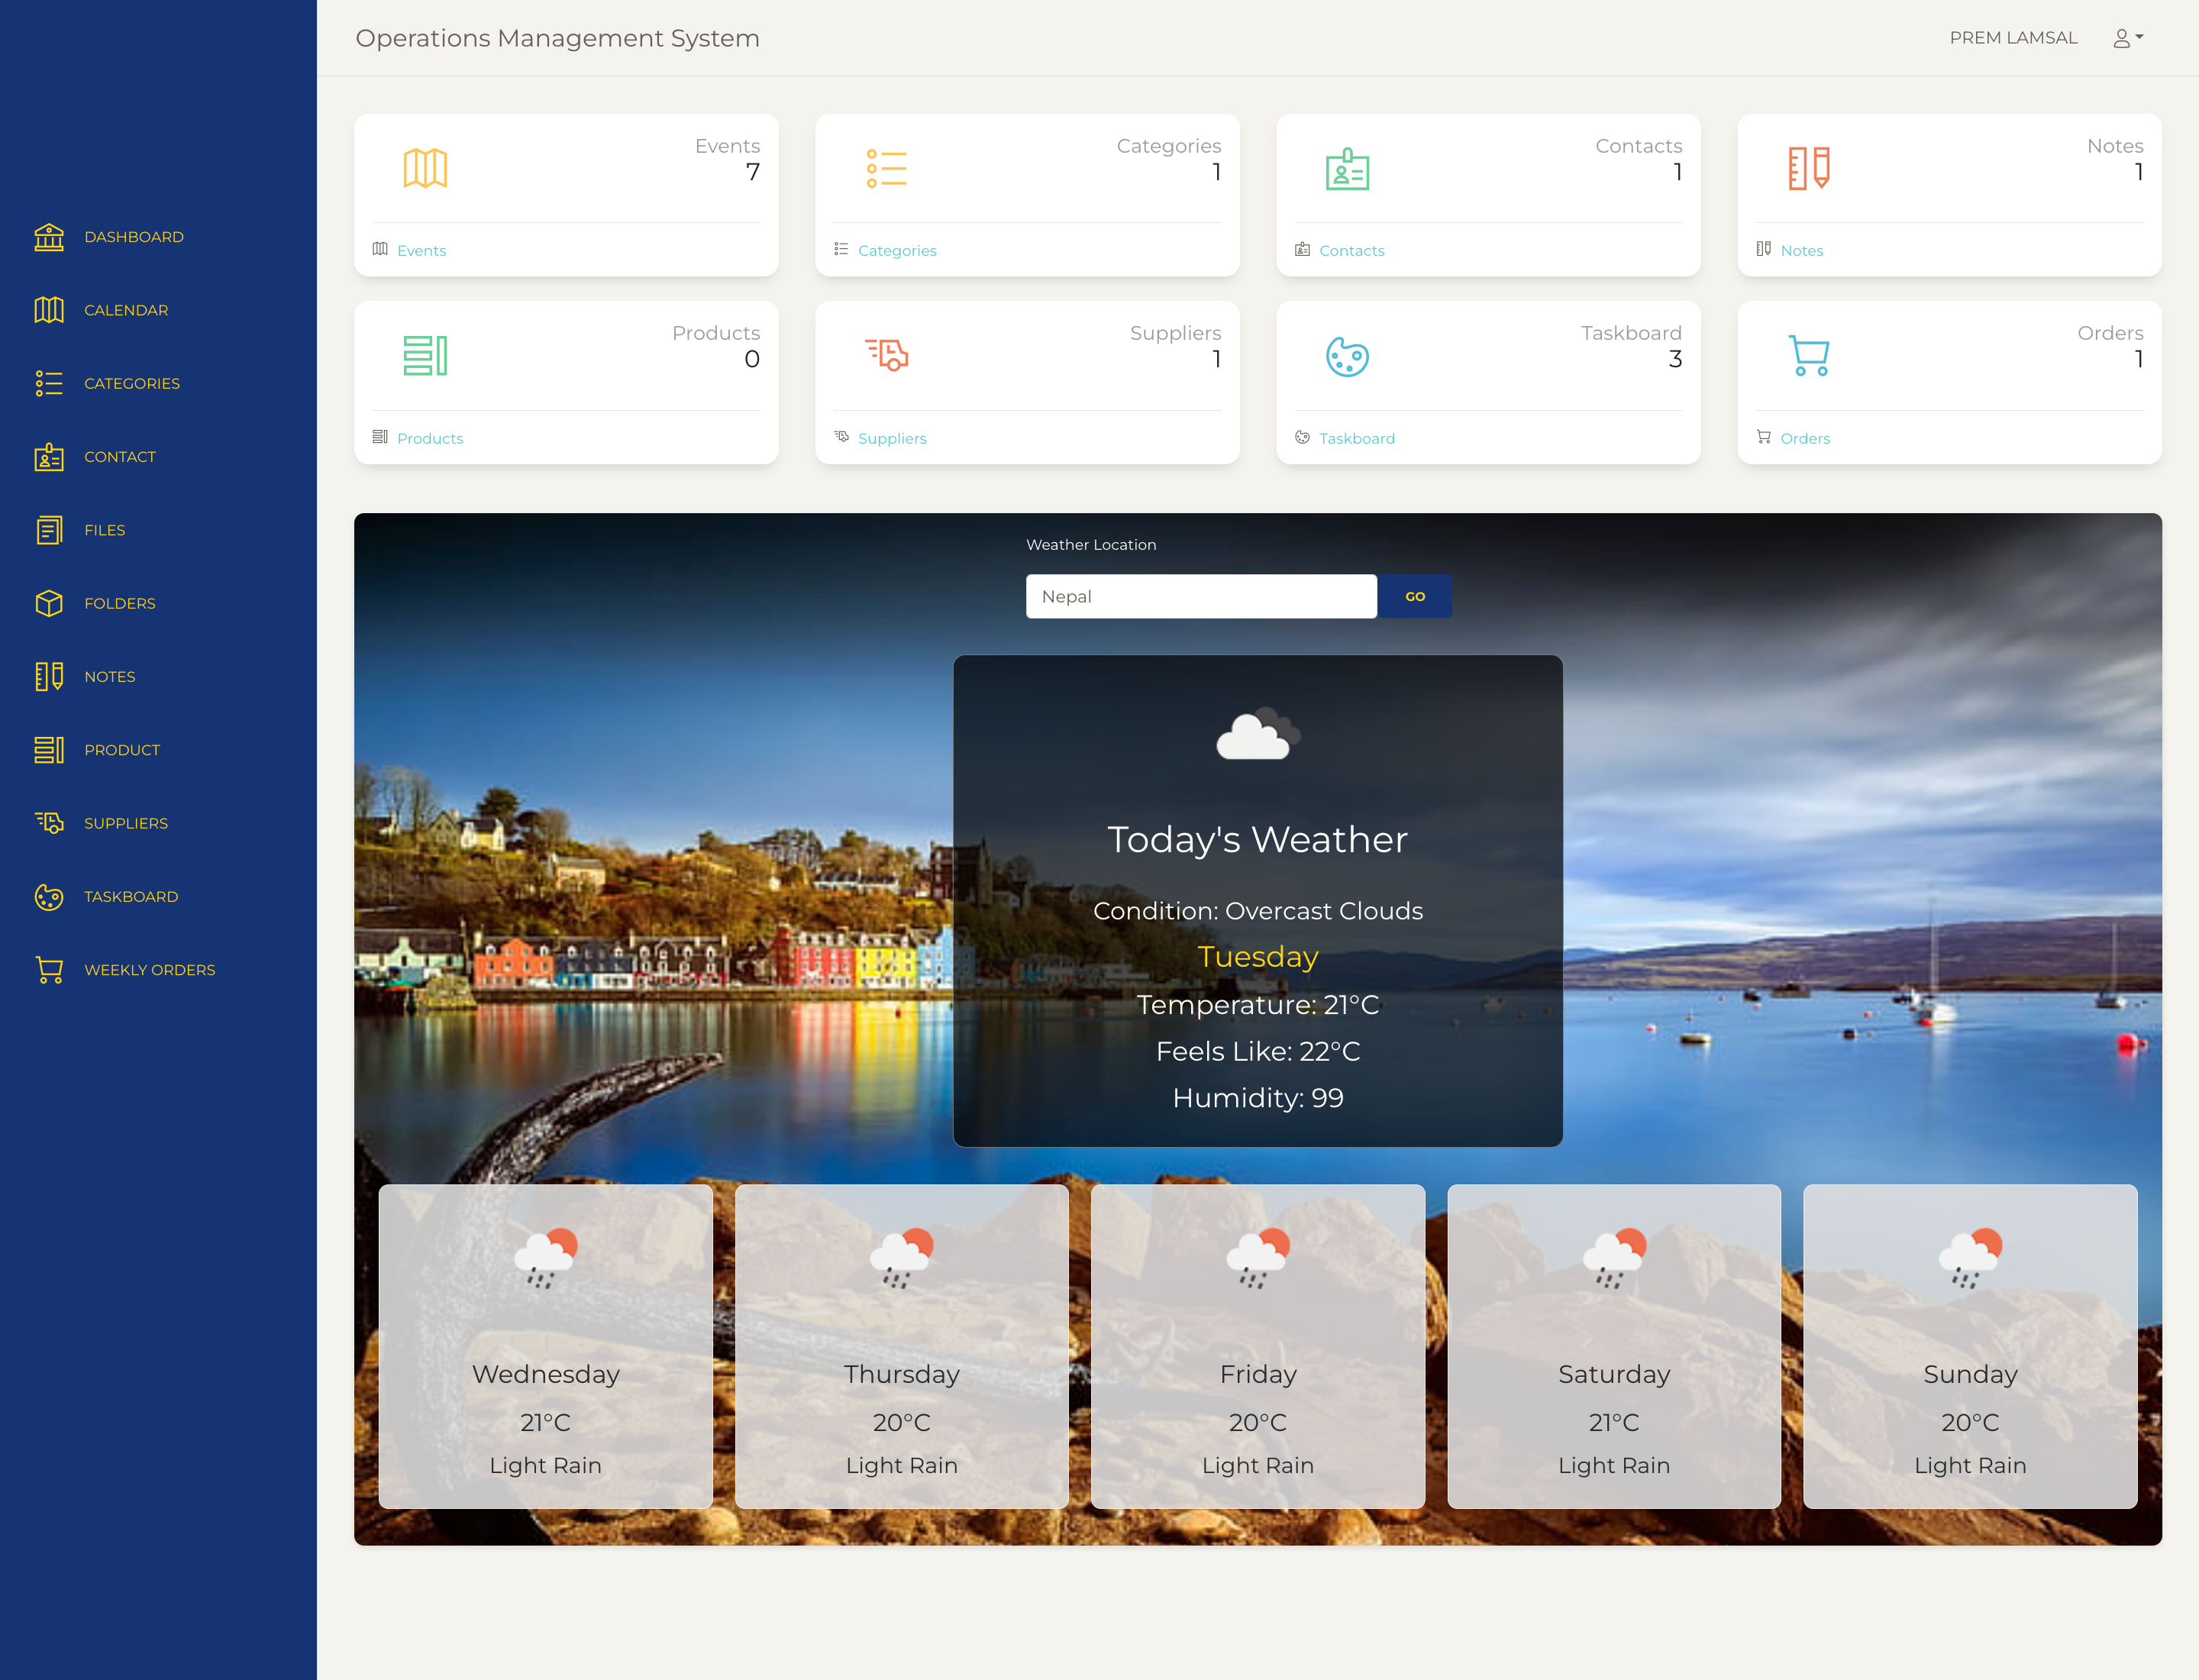 Operations Management System
PREM LAMSAL
DASHBOARD
CALENDAR
CATEGORIES
CONTACT
FILES
FOLDERS
NOTES
PRODUCT
SUPPLIERS
TASKBOARD
WEEKLY ORDERS
Events
7
Events
Categories
1
Categories
Contacts
1
Contacts
Notes
1
Notes
Products
0
Products
Suppliers
1
Suppliers
Taskboard
3
Taskboard
Orders
1
Orders
Weather Location
Nepal
GO
Today's Weather
Condition: Overcast Clouds
Tuesday
Temperature: 21°C
Feels Like: 22°C
Humidity: 99
Wednesday
21°C
Light Rain
Thursday
20°C
Light Rain
Friday
20°C
Light Rain
Saturday
21°C
Light Rain
Sunday
20°C
Light Rain